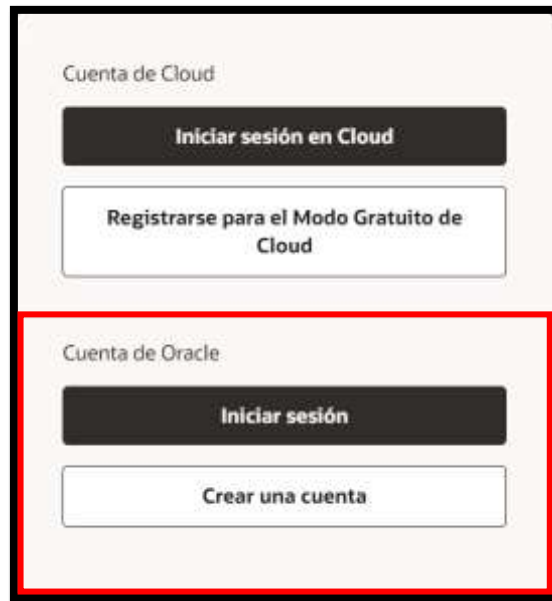 Cuenta de Cloud
Iniciar sesión en Cloud
Registrarse para el Modo Gratuito de
Cloud
Cuenta de Oracle
Iniciar sesión
Crear una cuenta